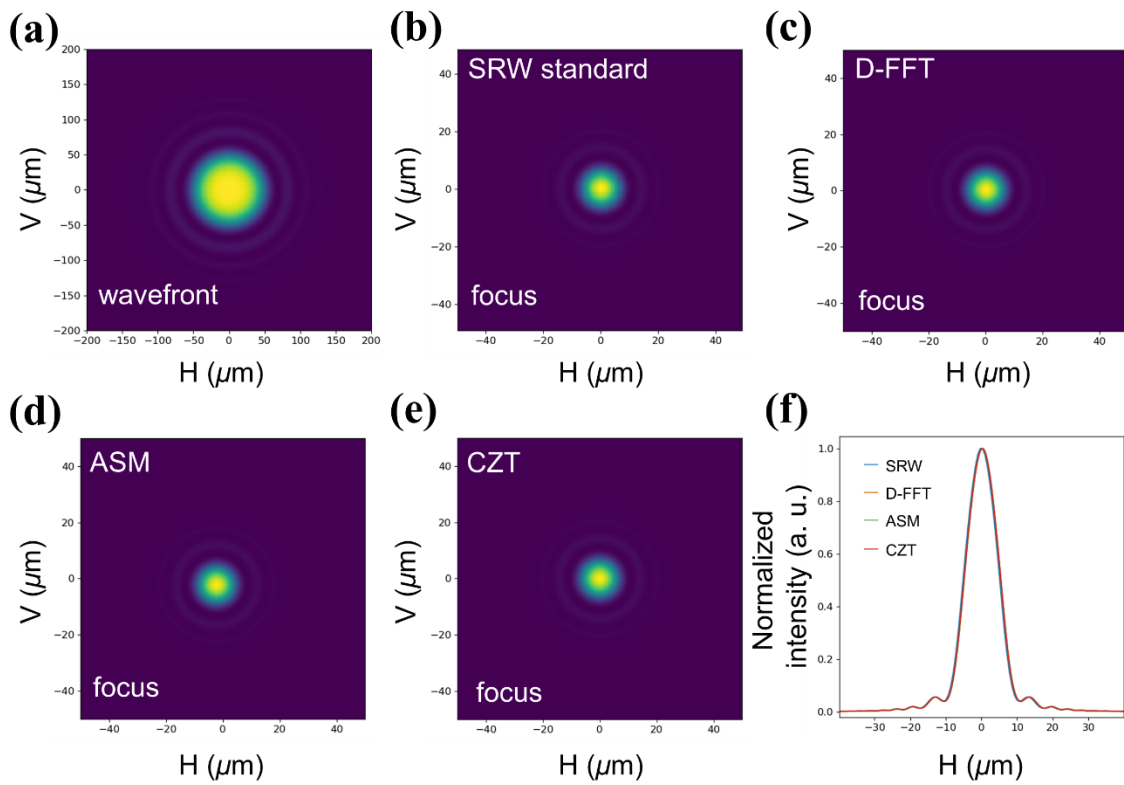 (a)
200
150
100
50
0
−50
−100
−150
−200
V (µm)
wavefront
−200 −150 −100 −50 0 50 100 150 200
H (µm)
(b)
SRW standard
40
20
0
−20
−40
V (µm)
focus
−40 −20 0 20 40
H (µm)
(c)
D-FFT
40
20
0
−20
−40
V (µm)
focus
−40 −20 0 20 40
H (µm)
(d)
ASM
40
20
0
−20
−40
V (µm)
focus
−40 −20 0 20 40
H (µm)
(e)
CZT
40
20
0
−20
−40
V (µm)
focus
−40 −20 0 20 40
H (µm)
(f)
1.0
0.8
0.6
0.4
0.2
0.0
Normalized
intensity (a. u.)
SRW
D-FFT
ASM
CZT
−30 −20 −10 0 10 20 30
H (µm)